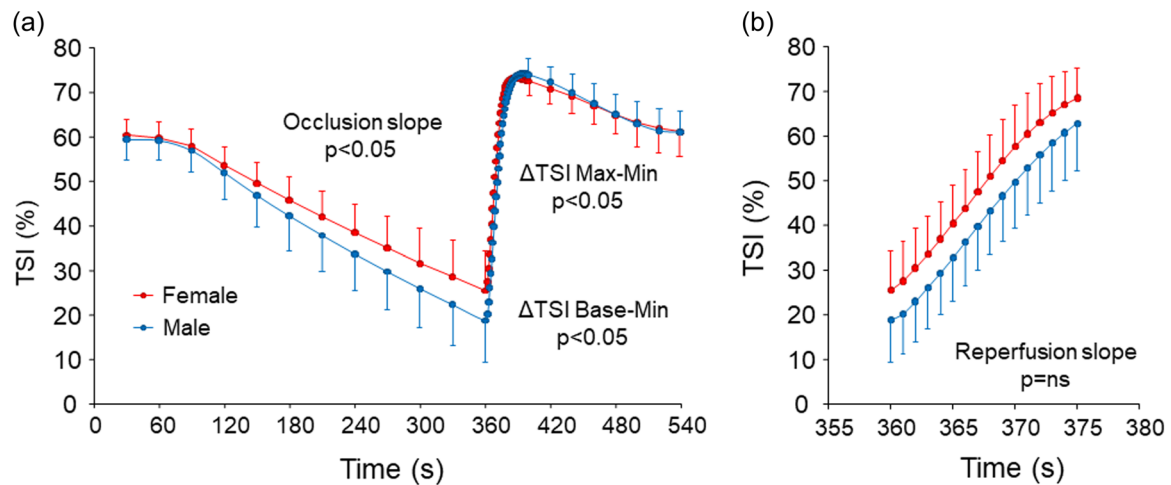 (a)
80
70
60
50
40
30
20
10
0
TSI (%)
Occlusion slope
p<0.05
ΔTSI Max-Min
p<0.05
Female
Male
ΔTSI Base-Min
p<0.05
0 60 120 180 240 300 360 420 480 540
Time (s)
(b)
80
70
60
50
40
30
20
10
0
TSI (%)
Reperfusion slope
p=ns
355 360 365 370 375 380
Time (s)